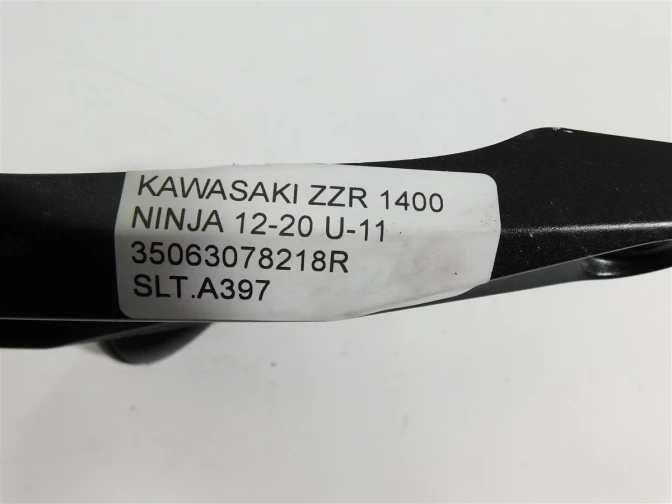 KAWASAKI ZZR 1400
NINJA 12-20 U-11
35063078218R
SLT.A397